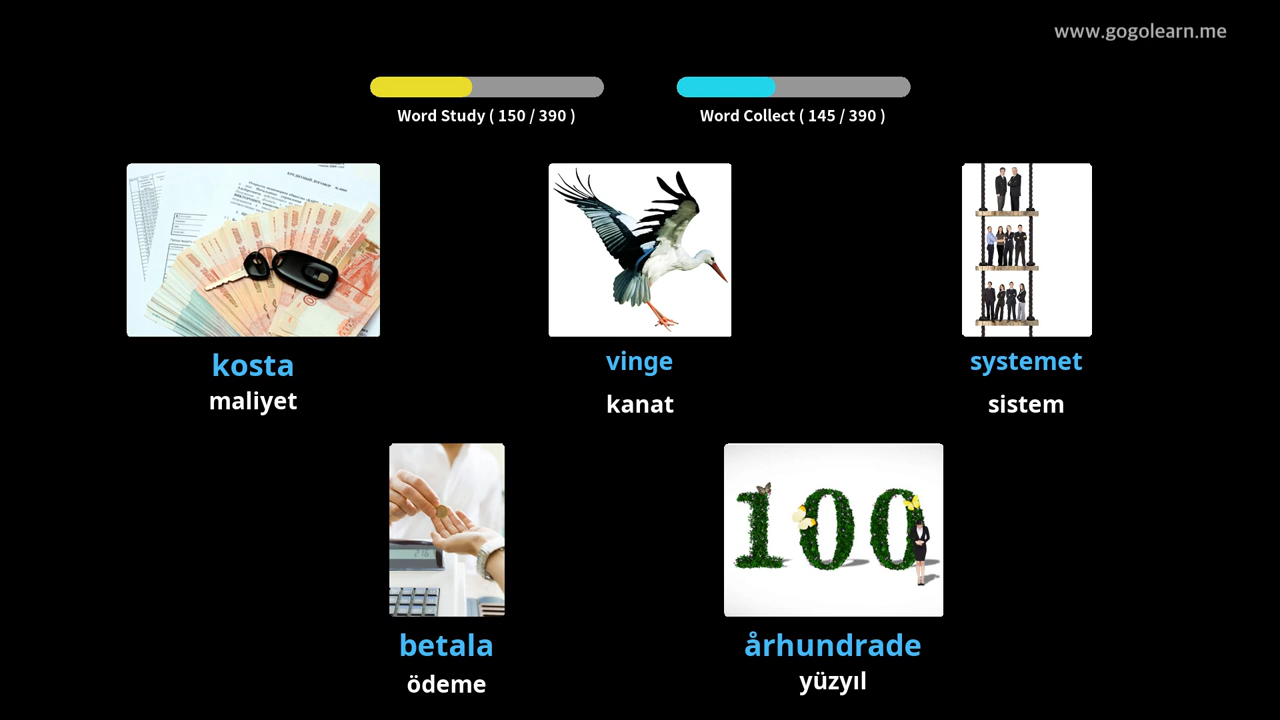 www.gogolearn.me
Word Study ( 150 / 390 )
Word Collect ( 145 / 390 )
kosta
maliyet
vinge
kanat
systemet
sistem
betala
ödeme
århundrade
yüzyıl